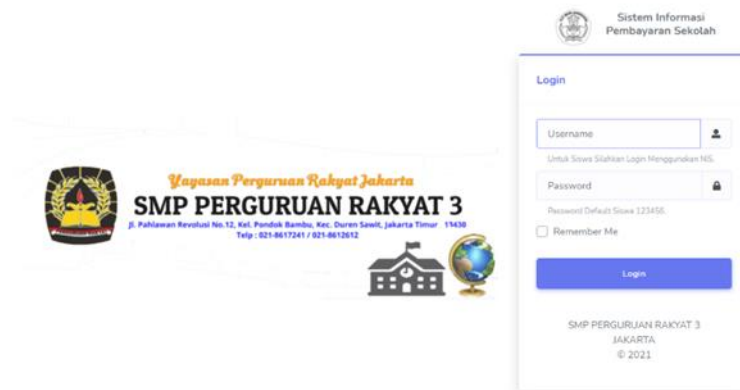 Yayasan Perguruan Rakyat Jakarta
SMP PERGURUAN RAKYAT 3
Jl. Pahlawan Revolusi No.12, Kel. Pondok Bambu, Kec. Duren Sawit, Jakarta Timur 13430
Telp : 021-8617241 / 021-8612612
Sistem Informasi
Pembayaran Sekolah
Login
Username
Untuk Siswa Silahkan Login Menggunakan NIS.
Password
Password Default Siswa 123456.
Remember Me
Login
SMP PERGURUAN RAKYAT 3
JAKARTA
© 2021